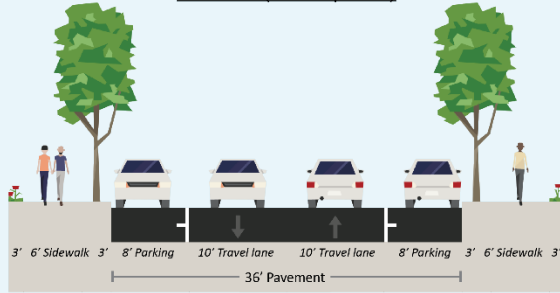 3' 6' Sidewalk 3' 8' Parking 10' Travel lane 10' Travel lane 8' Parking 3' 6' Sidewalk 3'
36' Pavement